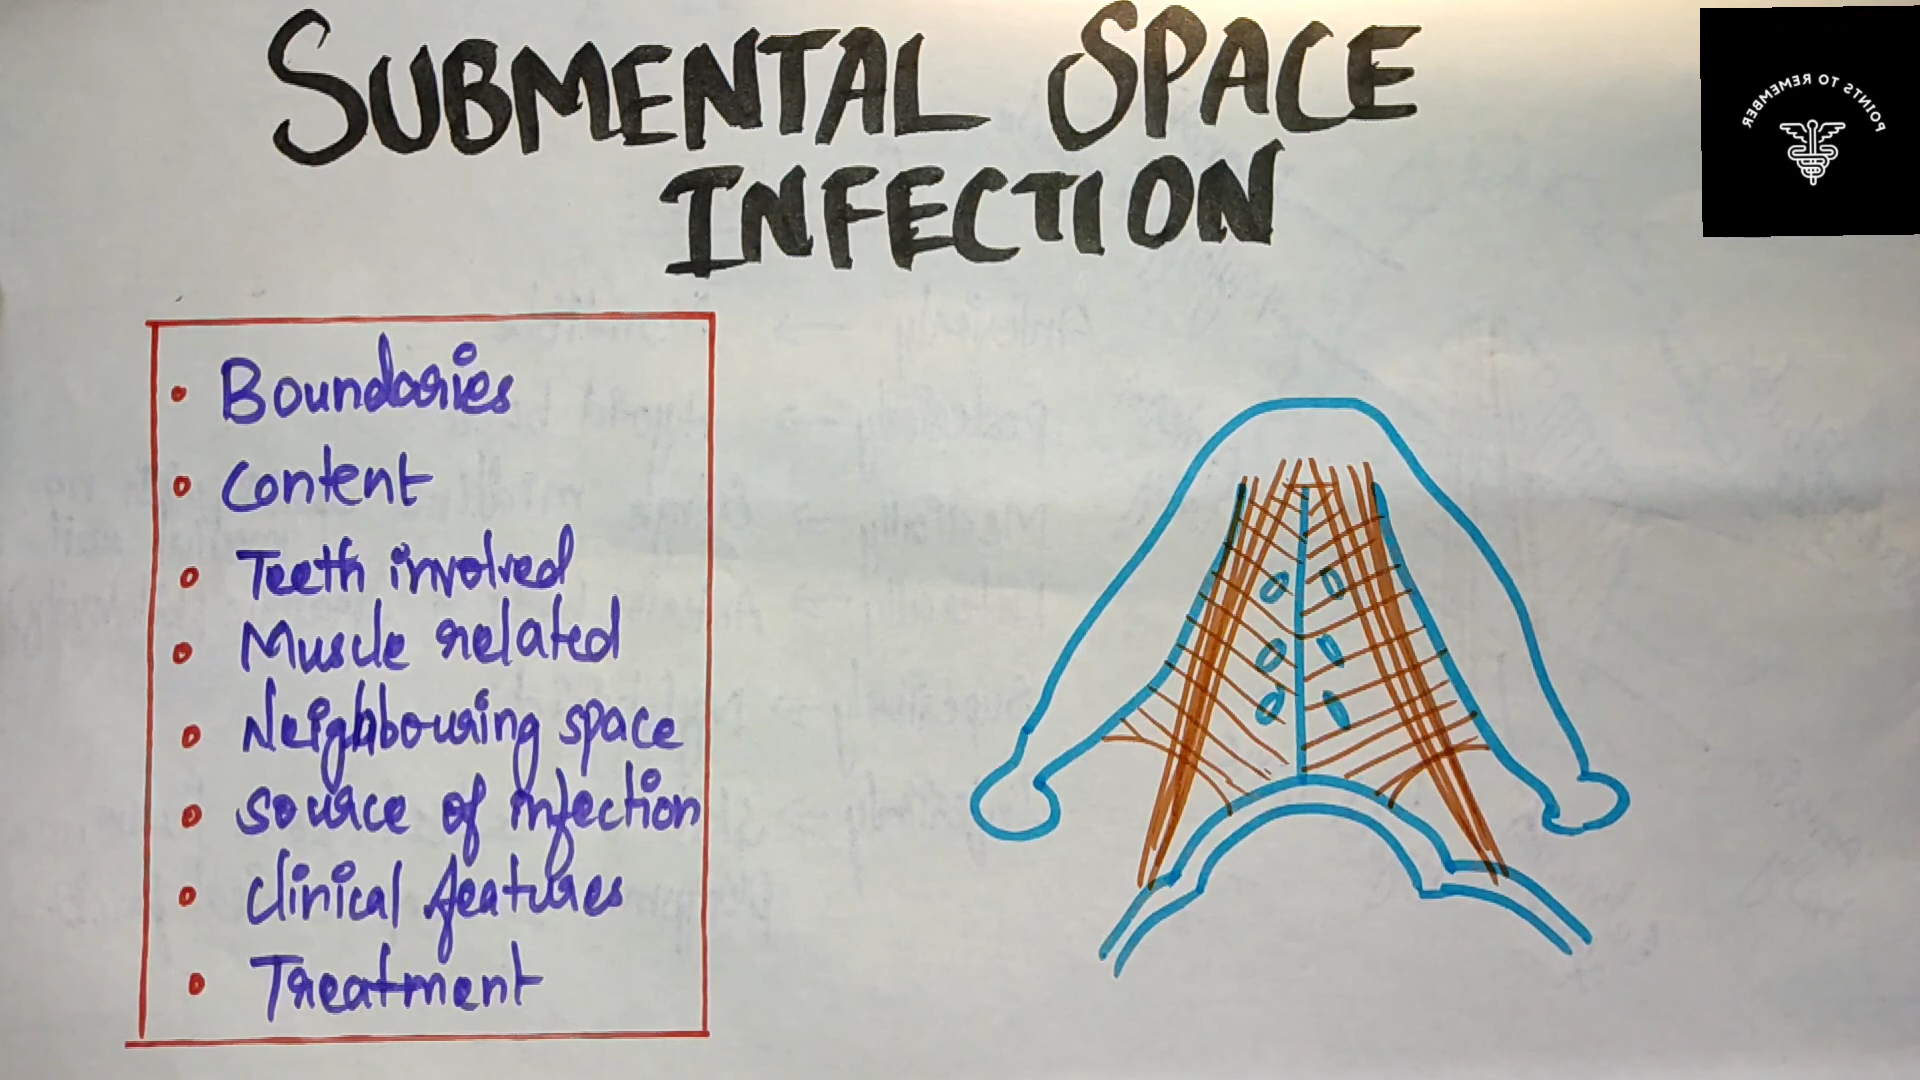 SUBMENTAL SPACE
INFECTION
POINTS TO REMEMBER
• Boundaries
• Content
• Teeth involved
• Muscle related
• Neighbouring space
• Source of infection
• Clinical features
• Treatment